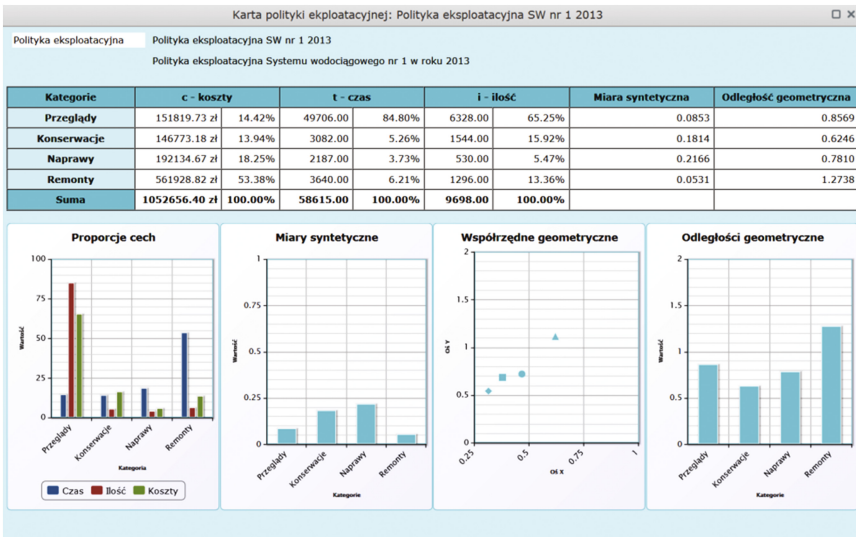 Karta polityki ekploatacyjnej: Polityka eksploatacyjna SW nr 1 2013
Polityka eksploatacyjna Polityka eksploatacyjna SW nr 1 2013
Polityka eksploatacyjna Systemu wodociągowego nr 1 w roku 2013
Kategorie c - koszty t - czas i - ilość Miara syntetyczna Odległość geometryczna
Przeglądy 151819.73 zł 14.42% 49706.00 84.80% 6328.00 65.25% 0.0853 0.8569
Konserwacje 146773.18 zł 13.94% 3082.00 5.26% 1544.00 15.92% 0.1814 0.6246
Naprawy 192134.67 zł 18.25% 2187.00 3.73% 530.00 5.47% 0.2166 0.7810
Remonty 561928.82 zł 53.38% 3640.00 6.21% 1296.00 13.36% 0.0531 1.2738
Suma 1052656.40 zł 100.00% 58615.00 100.00% 9698.00 100.00%
Proporcje cech
100
75
50
25
0
Wartość
Przeglądy Konserwacje Naprawy Remonty
Kategoria
Czas Ilość Koszty
Miary syntetyczne
1
0.75
0.5
0.25
0
Wartość
Przeglądy Konserwacje Naprawy Remonty
Kategorie
Współrzędne geometryczne
2
1.5
1
0.5
0
Oś Y
0.25 0.5 0.75 1
Oś X
Odległości geometryczne
2
1.5
1
0.5
0
Wartość
Przeglądy Konserwacje Naprawy Remonty
Kategorie